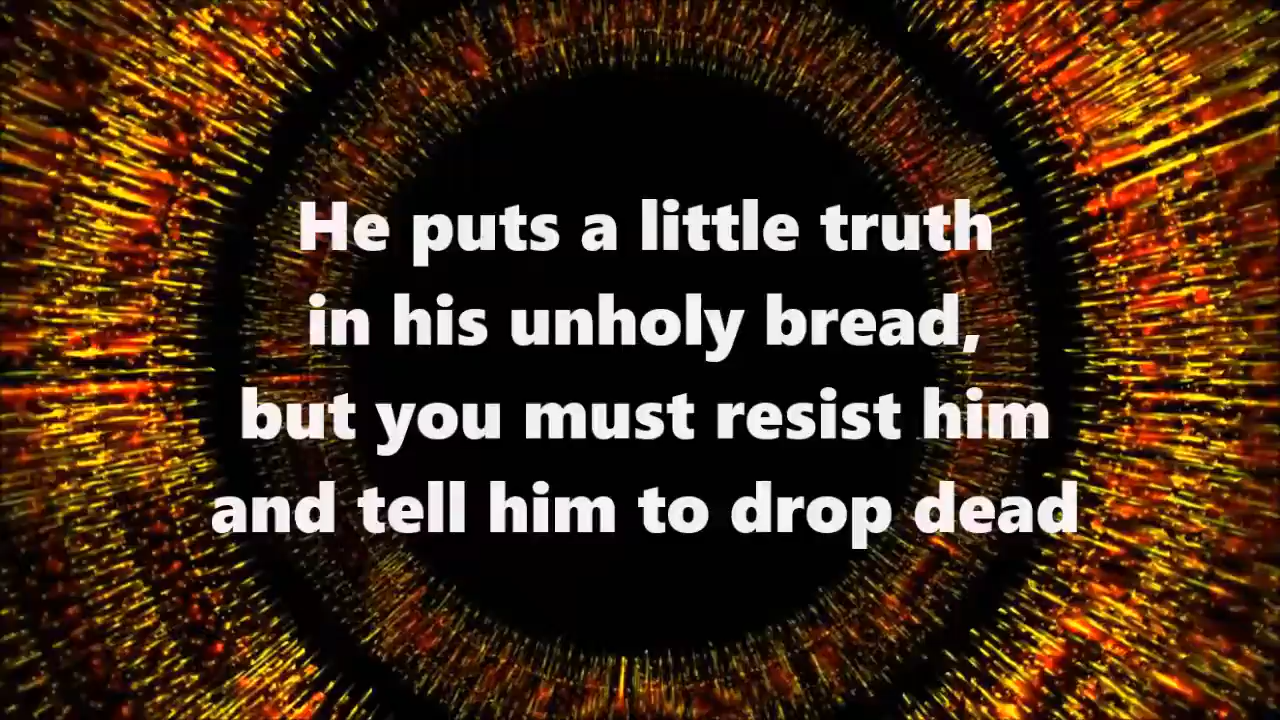 He puts a little truth
in his unholy bread,
but you must resist him
and tell him to drop dead